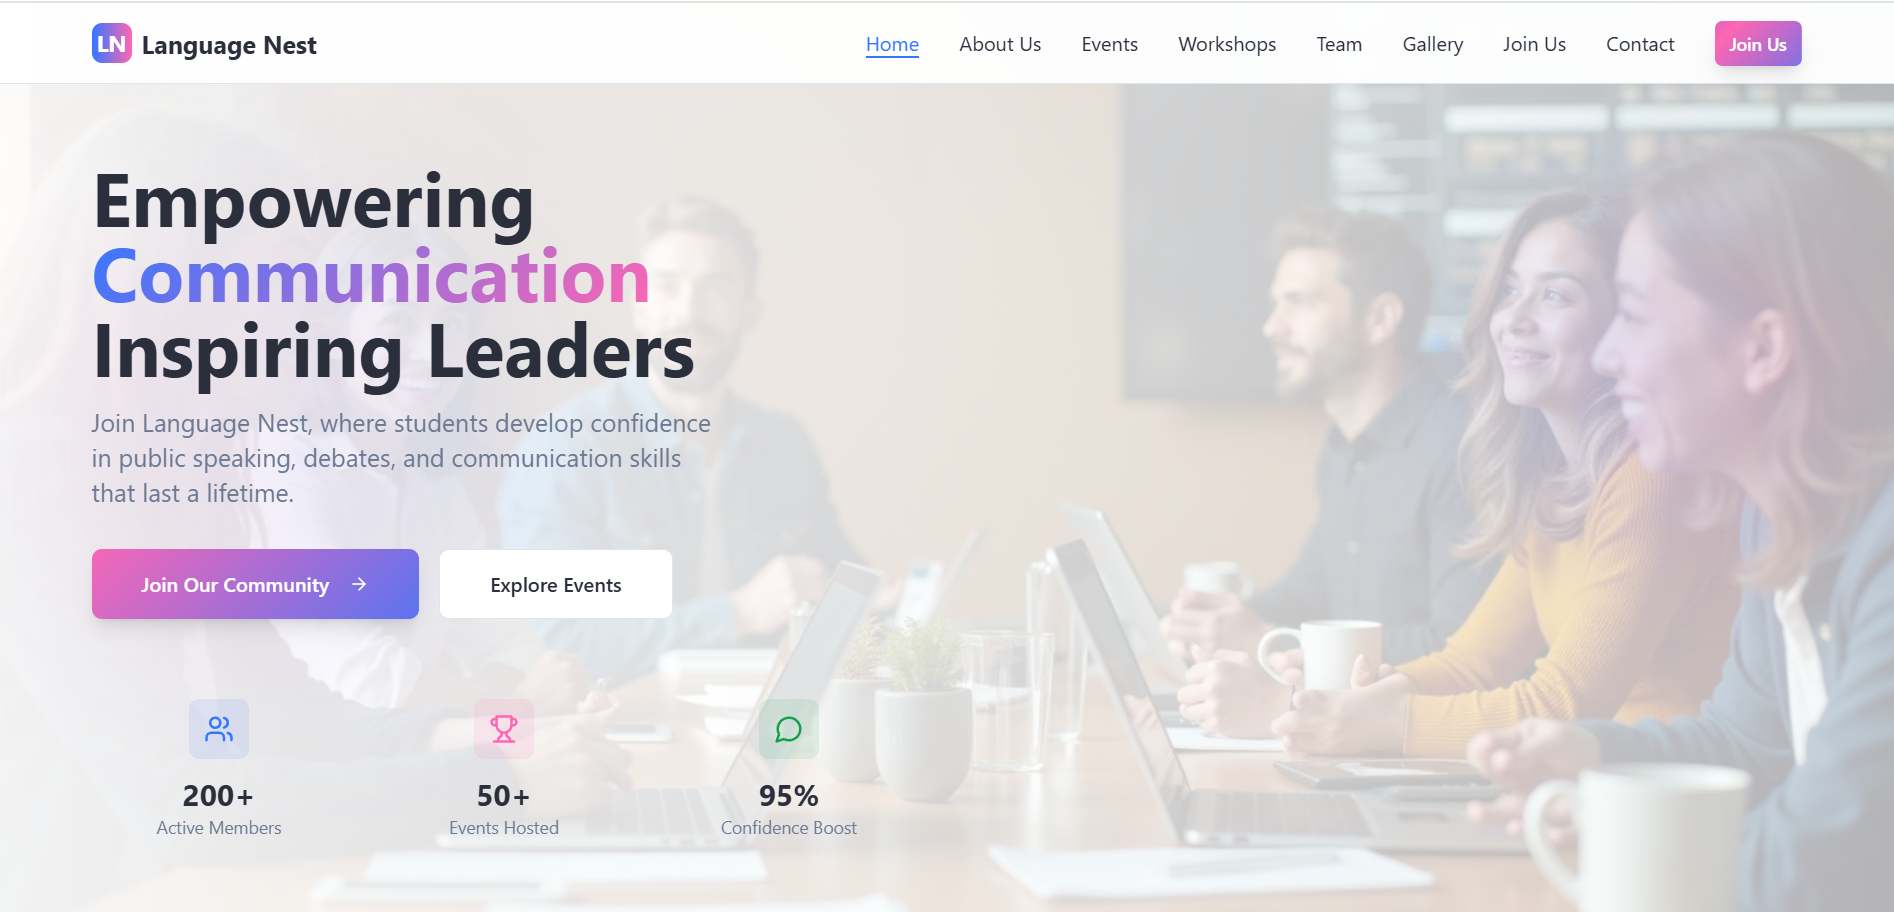 LN Language Nest
Home About Us Events Workshops Team Gallery Join Us Contact Join Us
Empowering
Communication
Inspiring Leaders
Join Language Nest, where students develop confidence
in public speaking, debates, and communication skills
that last a lifetime.
Join Our Community → Explore Events
200+ 50+ 95%
Active Members Events Hosted Confidence Boost